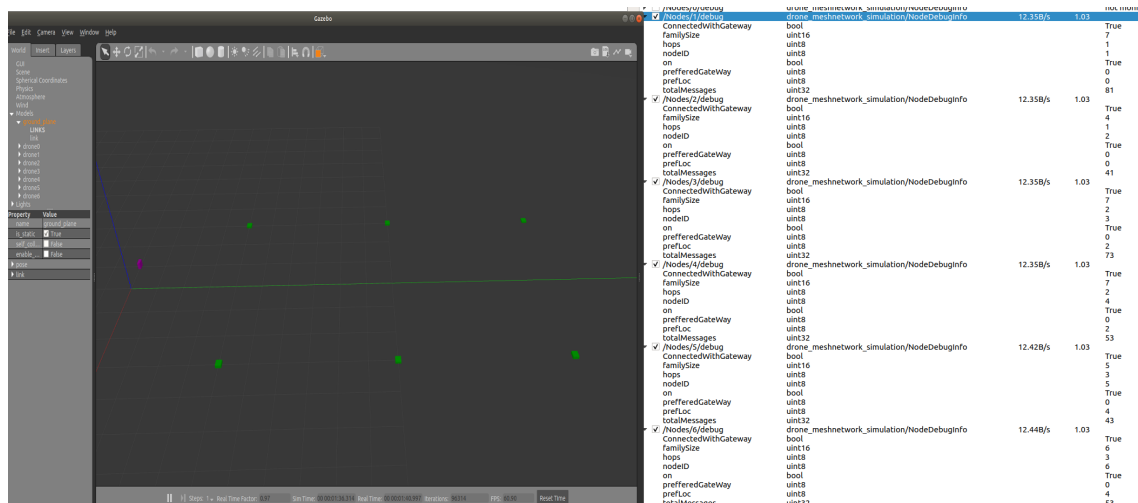 Gazebo
File Edit Camera View Window Help
World Insert Layers
GUI
Scene
Spherical Coordinates
Physics
Atmosphere
Wind
Models
ground_plane
LINKS
link
drone0
drone1
drone2
drone3
drone4
drone5
drone6
Lights
Property Value
name ground_plane
is_static True
self_coll... False
enable_... False
pose
link
Steps: 1 Real Time Factor: 0.97 Sim Time: Real Time: Iterations: 96314 FPS: Reset Time
/Nodes/0/debug drone_meshnetwork_simulation/NodeDebugInfo not mon
/Nodes/1/debug drone_meshnetwork_simulation/NodeDebugInfo 12.35B/s 1.03
ConnectedWithGateway bool True
familySize uint16 7
hops uint8 1
nodeID uint8 1
on bool True
prefferedGateWay uint8 0
prefLoc uint8 0
totalMessages uint32 81
/Nodes/2/debug drone_meshnetwork_simulation/NodeDebugInfo 12.35B/s 1.03
ConnectedWithGateway bool True
familySize uint16 4
hops uint8 1
nodeID uint8 2
on bool True
prefferedGateWay uint8 0
prefLoc uint8 0
totalMessages uint32 41
/Nodes/3/debug drone_meshnetwork_simulation/NodeDebugInfo 12.35B/s 1.03
ConnectedWithGateway bool True
familySize uint16 7
hops uint8 2
nodeID uint8 3
on bool True
prefferedGateWay uint8 0
prefLoc uint8 2
totalMessages uint32 73
/Nodes/4/debug drone_meshnetwork_simulation/NodeDebugInfo 12.35B/s 1.03
ConnectedWithGateway bool True
familySize uint16 7
hops uint8 2
nodeID uint8 4
on bool True
prefferedGateWay uint8 0
prefLoc uint8 2
totalMessages uint32 53
/Nodes/5/debug drone_meshnetwork_simulation/NodeDebugInfo 12.42B/s 1.03
ConnectedWithGateway bool True
familySize uint16 5
hops uint8 3
nodeID uint8 5
on bool True
prefferedGateWay uint8 0
prefLoc uint8 4
totalMessages uint32 43
/Nodes/6/debug drone_meshnetwork_simulation/NodeDebugInfo 12.44B/s 1.03
ConnectedWithGateway bool True
familySize uint16 6
hops uint8 3
nodeID uint8 6
on bool True
prefferedGateWay uint8 0
prefLoc uint8 4
totalMessages uint32 53